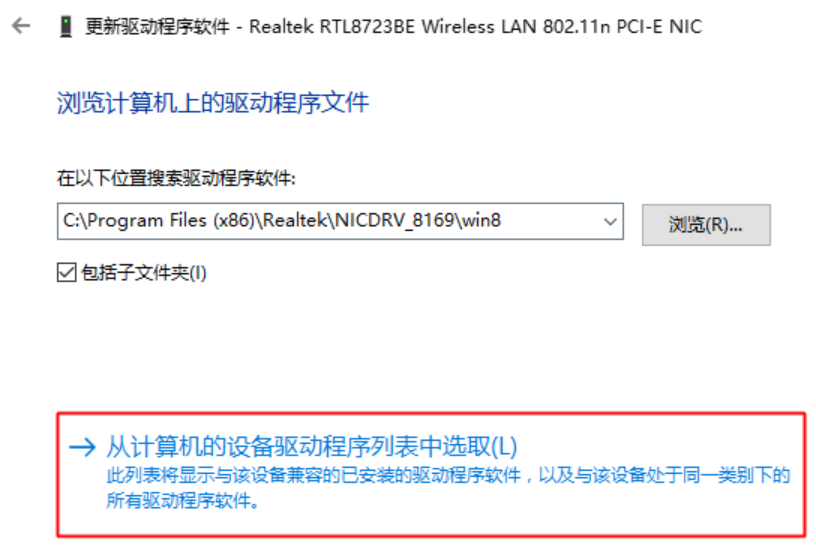 更新驱动程序软件 - Realtek RTL8723BE Wireless LAN 802.11n PCI-E NIC
浏览计算机上的驱动程序文件
在以下位置搜索驱动程序软件:
C:\Program Files (x86)\Realtek\NICDRV_8169\win8
浏览(R)...
包括子文件夹(I)
从计算机的设备驱动程序列表中选取(L)
此列表将显示与该设备兼容的已安装的驱动程序软件，以及与该设备处于同一类别下的
所有驱动程序软件。